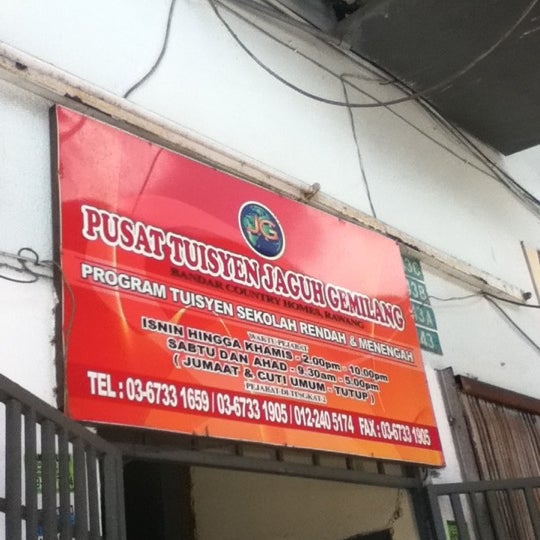 JCG
PUSAT TUISYEN JAGUH GEMILANG
BANDAR COUNTRY HOMES, RAWANG
PROGRAM TUISYEN SEKOLAH RENDAH & MENENGAH
WAKTU PEJABAT
ISNIN HINGGA KHAMIS - 2.00pm - 10.00pm
SABTU DAN AHAD - 9.30am - 5.00pm
( JUMAAT & CUTI UMUM - TUTUP )
PEJABAT DI TINGKAT 2
TEL : 03-6733 1659 / 03-6733 1905 / 012-240 5174 FAX : 03-6733 1905